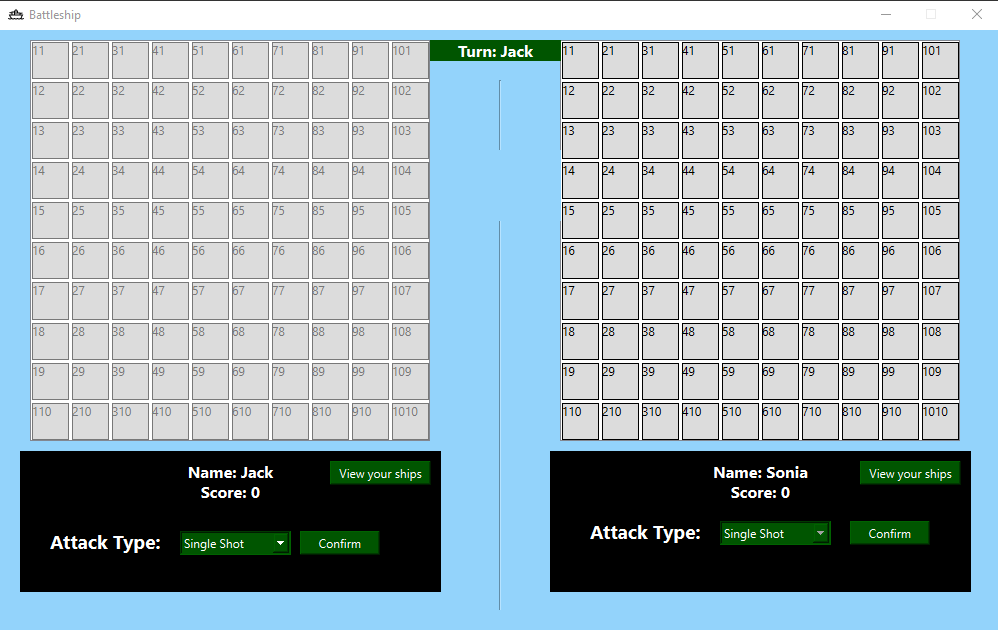 Battleship
Turn: Jack
11 21 31 41 51 61 71 81 91 101
12 22 32 42 52 62 72 82 92 102
13 23 33 43 53 63 73 83 93 103
14 24 34 44 54 64 74 84 94 104
15 25 35 45 55 65 75 85 95 105
16 26 36 46 56 66 76 86 96 106
17 27 37 47 57 67 77 87 97 107
18 28 38 48 58 68 78 88 98 108
19 29 39 49 59 69 79 89 99 109
110 210 310 410 510 610 710 810 910 1010
11 21 31 41 51 61 71 81 91 101
12 22 32 42 52 62 72 82 92 102
13 23 33 43 53 63 73 83 93 103
14 24 34 44 54 64 74 84 94 104
15 25 35 45 55 65 75 85 95 105
16 26 36 46 56 66 76 86 96 106
17 27 37 47 57 67 77 87 97 107
18 28 38 48 58 68 78 88 98 108
19 29 39 49 59 69 79 89 99 109
110 210 310 410 510 610 710 810 910 1010
Name: Jack
View your ships
Score: 0
Attack Type: Single Shot Confirm
Name: Sonia
View your ships
Score: 0
Attack Type: Single Shot Confirm